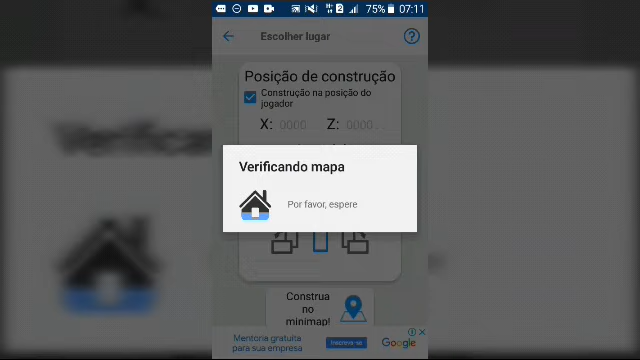 75% 07:11
Escolher lugar
Posição de construção
Construção na posição do
jogador
X: 0000 Z: 0000
Verificando mapa
Por favor, espere
Construa
no
minimap!
Mentoria gratuita
para sua empresa
Inscreva-se
Google